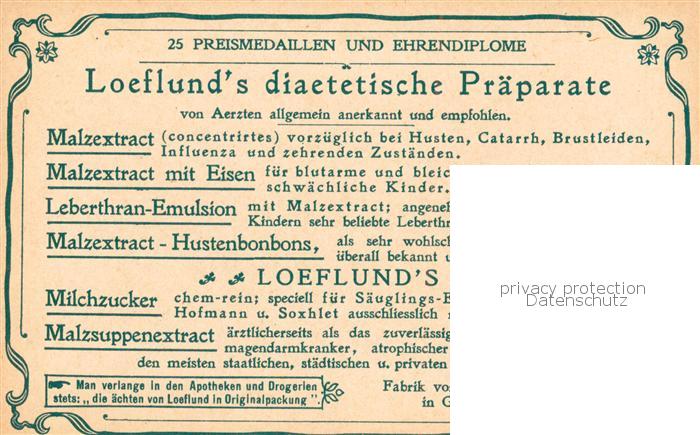 25 PREISMEDAILLEN UND EHRENDIPLOME
Loeflund's diaetetische Präparate
von Aerzten allgemein anerkannt und empfohlen.
Malzextract (concentrirtes) vorzüglich bei Husten, Catarrh, Brustleiden,
Influenza und zehrenden Zuständen.
Malzextract mit Eisen für blutarme und bleic
schwächliche Kinder.
Leberthran-Emulsion mit Malzextract; angenef
Kindern sehr beliebte Leberthr
Malzextract - Hustenbonbons, als sehr wohlsc
überall bekannt u
LOEFLUND'S
Milchzucker chem-rein; speciell für Säuglings-E
Hofmann u. Soxhlet ausschliesslich
Malzsuppenextract ärztlicherseits als das zuverlässig
magendarmkranker, atrophischer
den meisten staatlichen, städtischen u. privaten
Man verlange in den Apotheken und Drogerien
stets: „die ächten von Loeflund in Originalpackung".
Fabrik vo
in G
privacy protection
Datenschutz